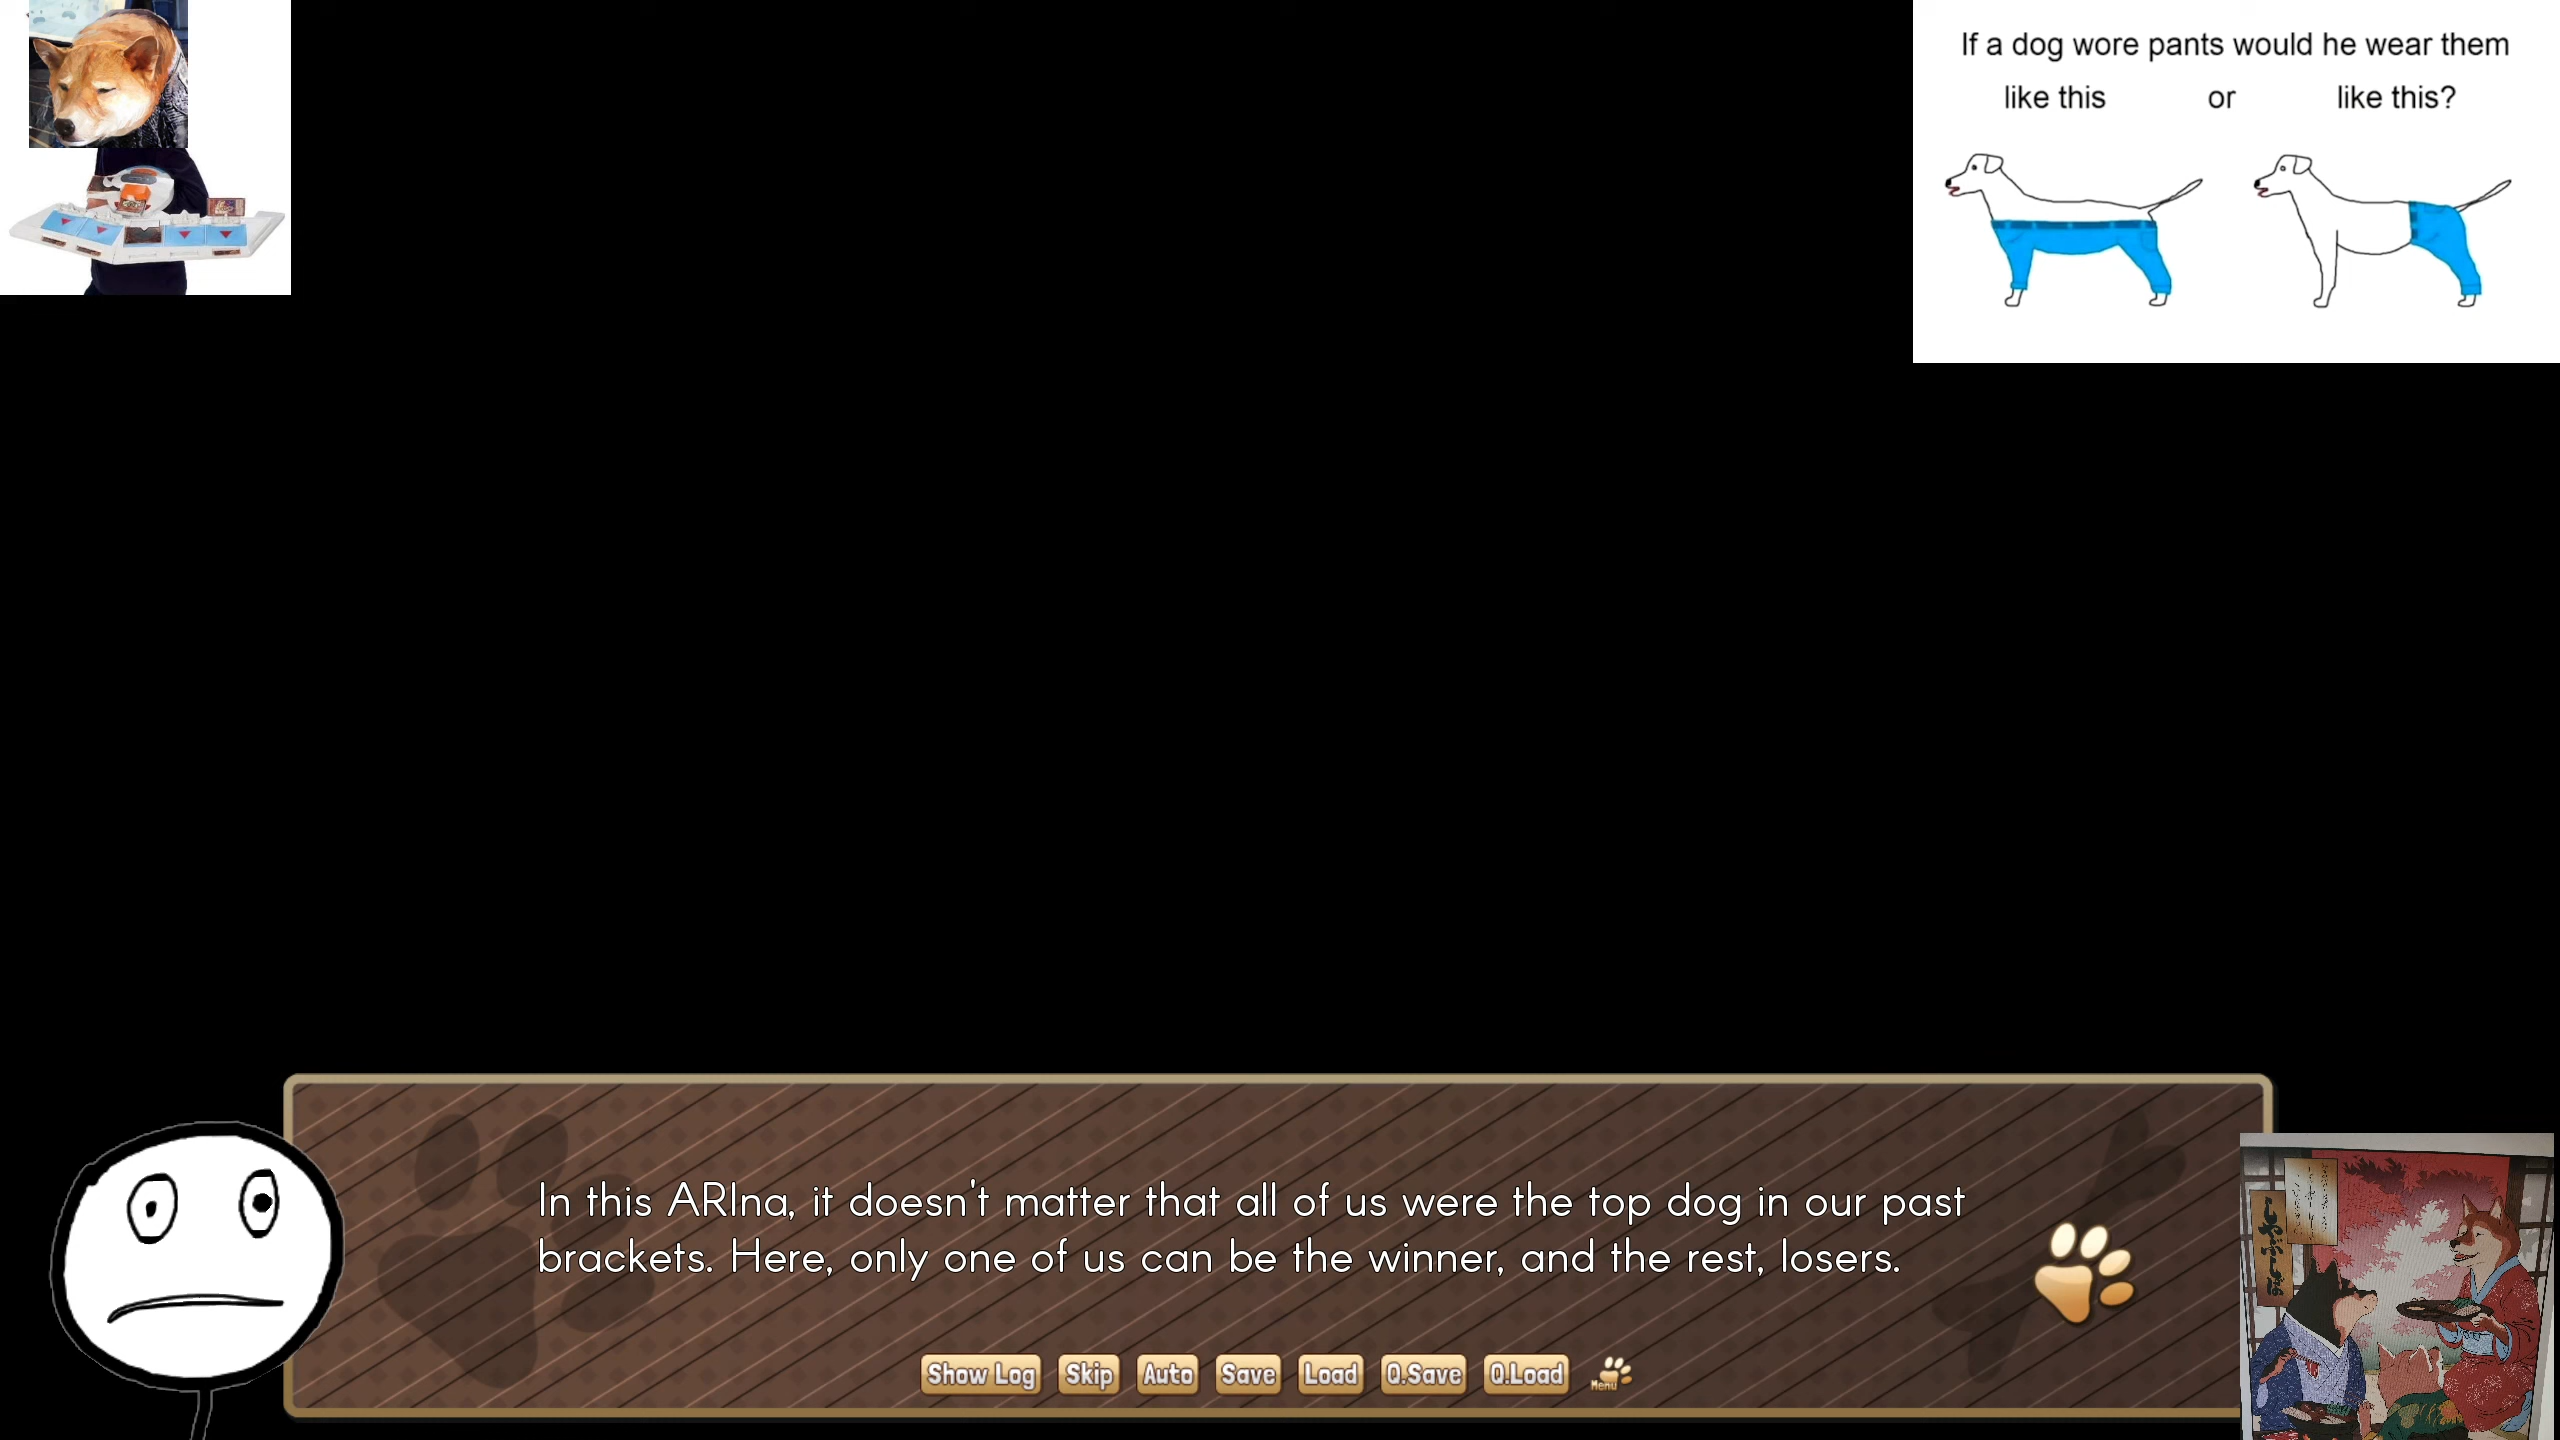 If a dog wore pants would he wear them
like this or like this?
In this ARIna, it doesn't matter that all of us were the top dog in our past
brackets. Here, only one of us can be the winner, and the rest, losers.
Show Log Skip Auto Save Load Q.Save Q.Load Menu